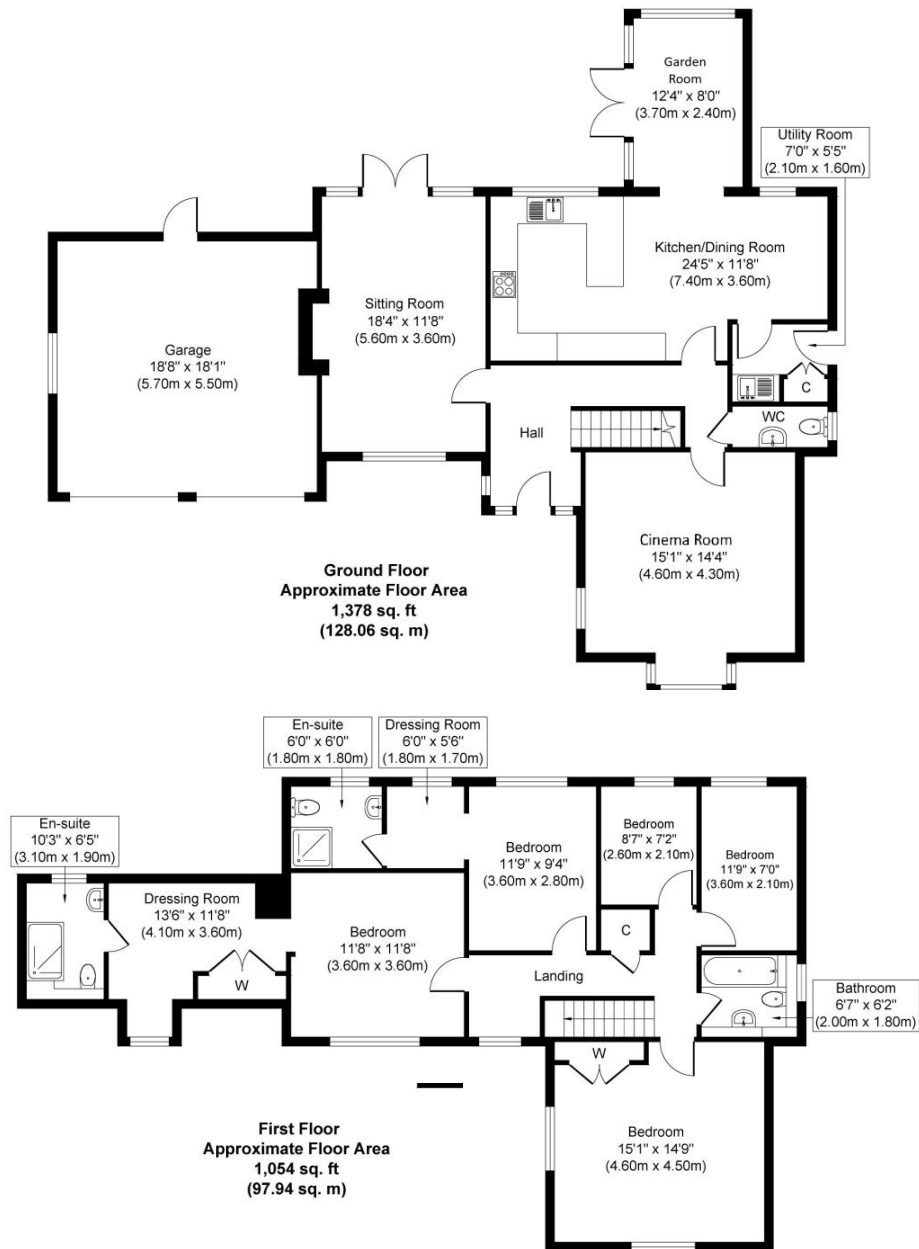 Garden
Room
12'4" x 8'0"
(3.70m x 2.40m)
Utility Room
7'0" x 5'5"
(2.10m x 1.60m)
Kitchen/Dining Room
24'5" x 11'8"
(7.40m x 3.60m)
Sitting Room
18'4" x 11'8"
(5.60m x 3.60m)
Garage
18'8" x 18'1"
(5.70m x 5.50m)
C
WC
Hall
Cinema Room
15'1" x 14'4"
(4.60m x 4.30m)
Ground Floor
Approximate Floor Area
1,378 sq. ft
(128.06 sq. m)
En-suite
6'0" x 6'0"
(1.80m x 1.80m)
Dressing Room
6'0" x 5'6"
(1.80m x 1.70m)
En-suite
10'3" x 6'5"
(3.10m x 1.90m)
Bedroom
11'9" x 9'4"
(3.60m x 2.80m)
Bedroom
8'7" x 7'2"
(2.60m x 2.10m)
Bedroom
11'9" x 7'0"
(3.60m x 2.10m)
Dressing Room
13'6" x 11'8"
(4.10m x 3.60m)
W
Bedroom
11'8" x 11'8"
(3.60m x 3.60m)
C
Landing
Bathroom
6'7" x 6'2"
(2.00m x 1.80m)
W
Bedroom
15'1" x 14'9"
(4.60m x 4.50m)
First Floor
Approximate Floor Area
1,054 sq. ft
(97.94 sq. m)